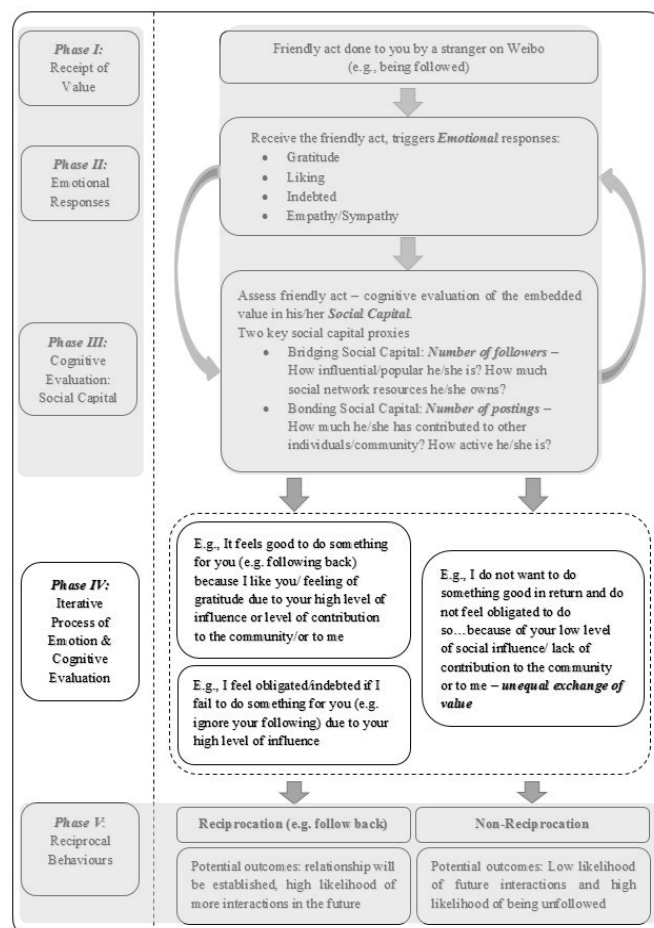 Phase I:
Receipt of
Value
Friendly act done to you by a stranger on Weibo
(e.g., being followed)
Phase II:
Emotional
Responses
Receive the friendly act, triggers Emotional responses:
• Gratitude
• Liking
• Indebted
• Empathy/Sympathy
Phase III:
Cognitive
Evaluation:
Social Capital
Assess friendly act – cognitive evaluation of the embedded
value in his/her Social Capital.
Two key social capital proxies
• Bridging Social Capital: Number of followers –
How influential/popular he/she is? How much
social network resources he/she owns?
• Bonding Social Capital: Number of postings –
How much he/she has contributed to other
individuals/community? How active he/she is?
Phase IV:
Iterative
Process of
Emotion &
Cognitive
Evaluation
E.g., It feels good to do something
for you (e.g. following back)
because I like you/ feeling of
gratitude due to your high level of
influence or level of contribution
to the community/or to me
E.g., I feel obligated/indebted if I
fail to do something for you (e.g.
ignore your following) due to your
high level of influence
E.g., I do not want to do
something good in return and do
not feel obligated to do
so…because of your low level
of social influence/ lack of
contribution to the community
or to me – unequal exchange of
value
Phase V:
Reciprocal
Behaviours
Reciprocation (e.g. follow back)
Potential outcomes: relationship will
be established, high likelihood of
more interactions in the future
Non-Reciprocation
Potential outcomes: Low likelihood
of future interactions and high
likelihood of being unfollowed